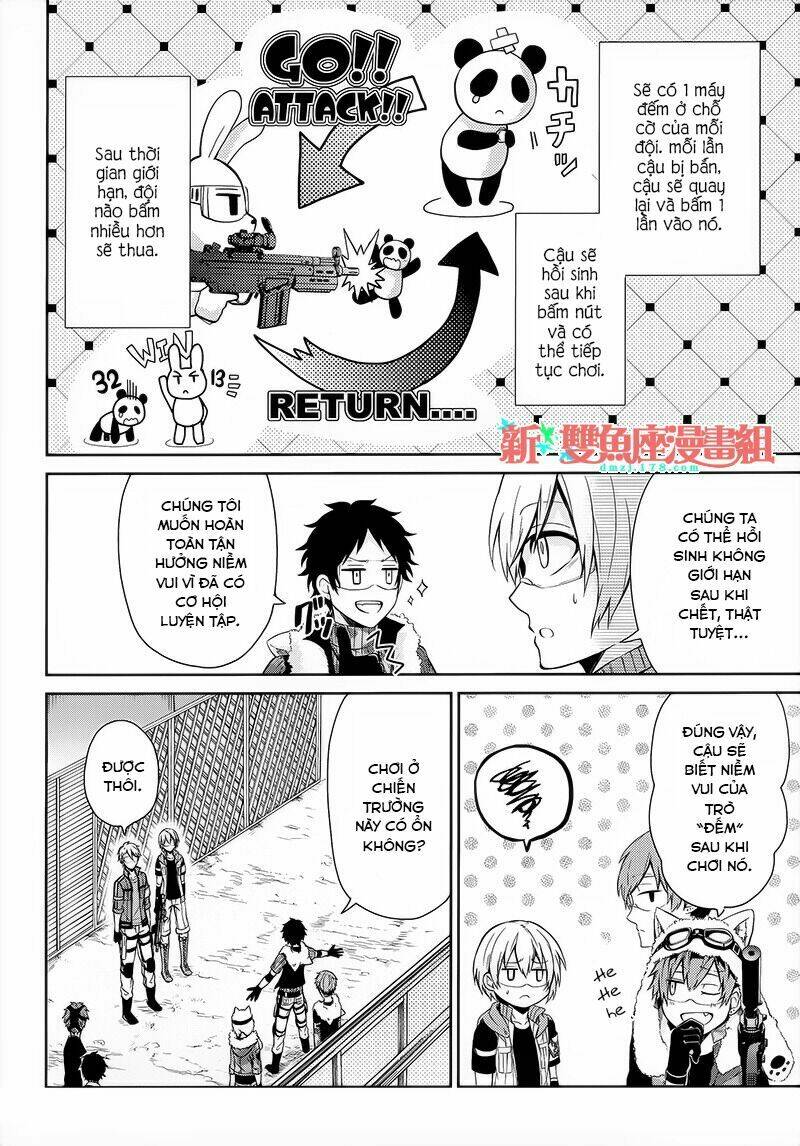 Sẽ có 1 máy
đếm ở chỗ
cờ của mỗi
đội. mỗi lần
cậu bị bắn,
cậu sẽ quay
lại và bấm 1
lần vào nó.
カチッ
GO!!
ATTACK!!
Cậu sẽ
hồi sinh
sau khi
bấm nút
và có
thể tiếp
tục chơi.
RETURN....
Sau thời
gian giới
hạn, đội
nào bấm
nhiều hơn
sẽ thua.
WIN
32
13
新·雙魚座漫畫組
dmzj.178.com
CHÚNG TA
CÓ THỂ HỒI
SINH KHÔNG
GIỚI HẠN
SAU KHI
CHẾT, THẬT
TUYỆT...
CHÚNG TÔI
MUỐN HOÀN
TOÀN TẬN
HƯỞNG NIỀM
VUI VÌ ĐÃ CÓ
CƠ HỘI
LUYỆN TẬP.
グッ
ĐÚNG VẬY,
CẬU SẼ
BIẾT NIỀM
VUI CỦA
TRÒ
"ĐẾM"
SAU KHI
CHƠI NÓ.
He
He
he
CHƠI Ở
CHIẾN
TRƯỜNG
NÀY CÓ ỔN
KHÔNG?
ĐƯỢC
THÔI.